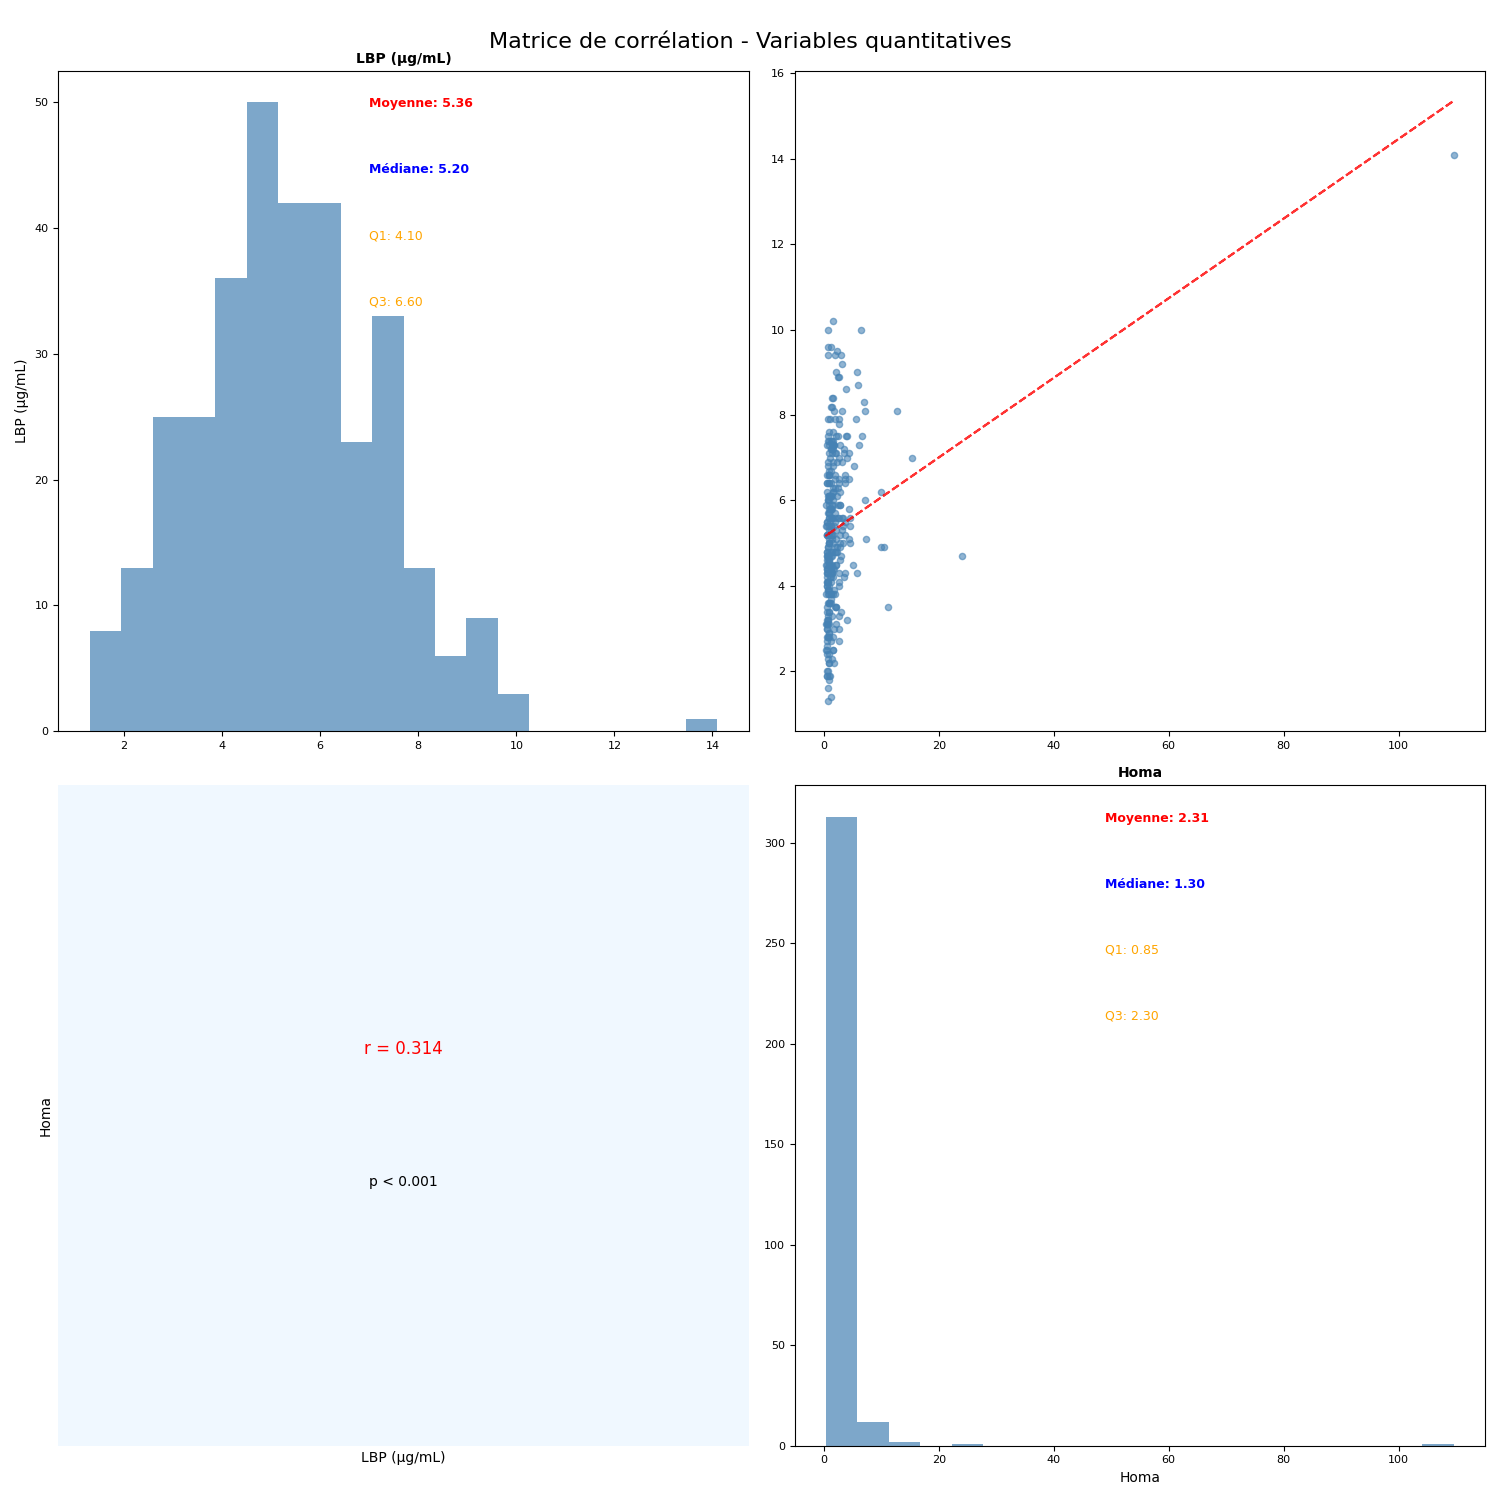 Matrice de corrélation - Variables quantitatives
LBP (µg/mL)
Moyenne: 5.36
Médiane: 5.20
Q1: 4.10
Q3: 6.60
LBP (µg/mL)
50
40
30
20
10
0
2 4 6 8 10 12 14
16
14
12
10
8
6
4
2
0 20 40 60 80 100
r = 0.314
p < 0.001
Homa
LBP (µg/mL)
Homa
Moyenne: 2.31
Médiane: 1.30
Q1: 0.85
Q3: 2.30
300
250
200
150
100
50
0
0 20 40 60 80 100
Homa